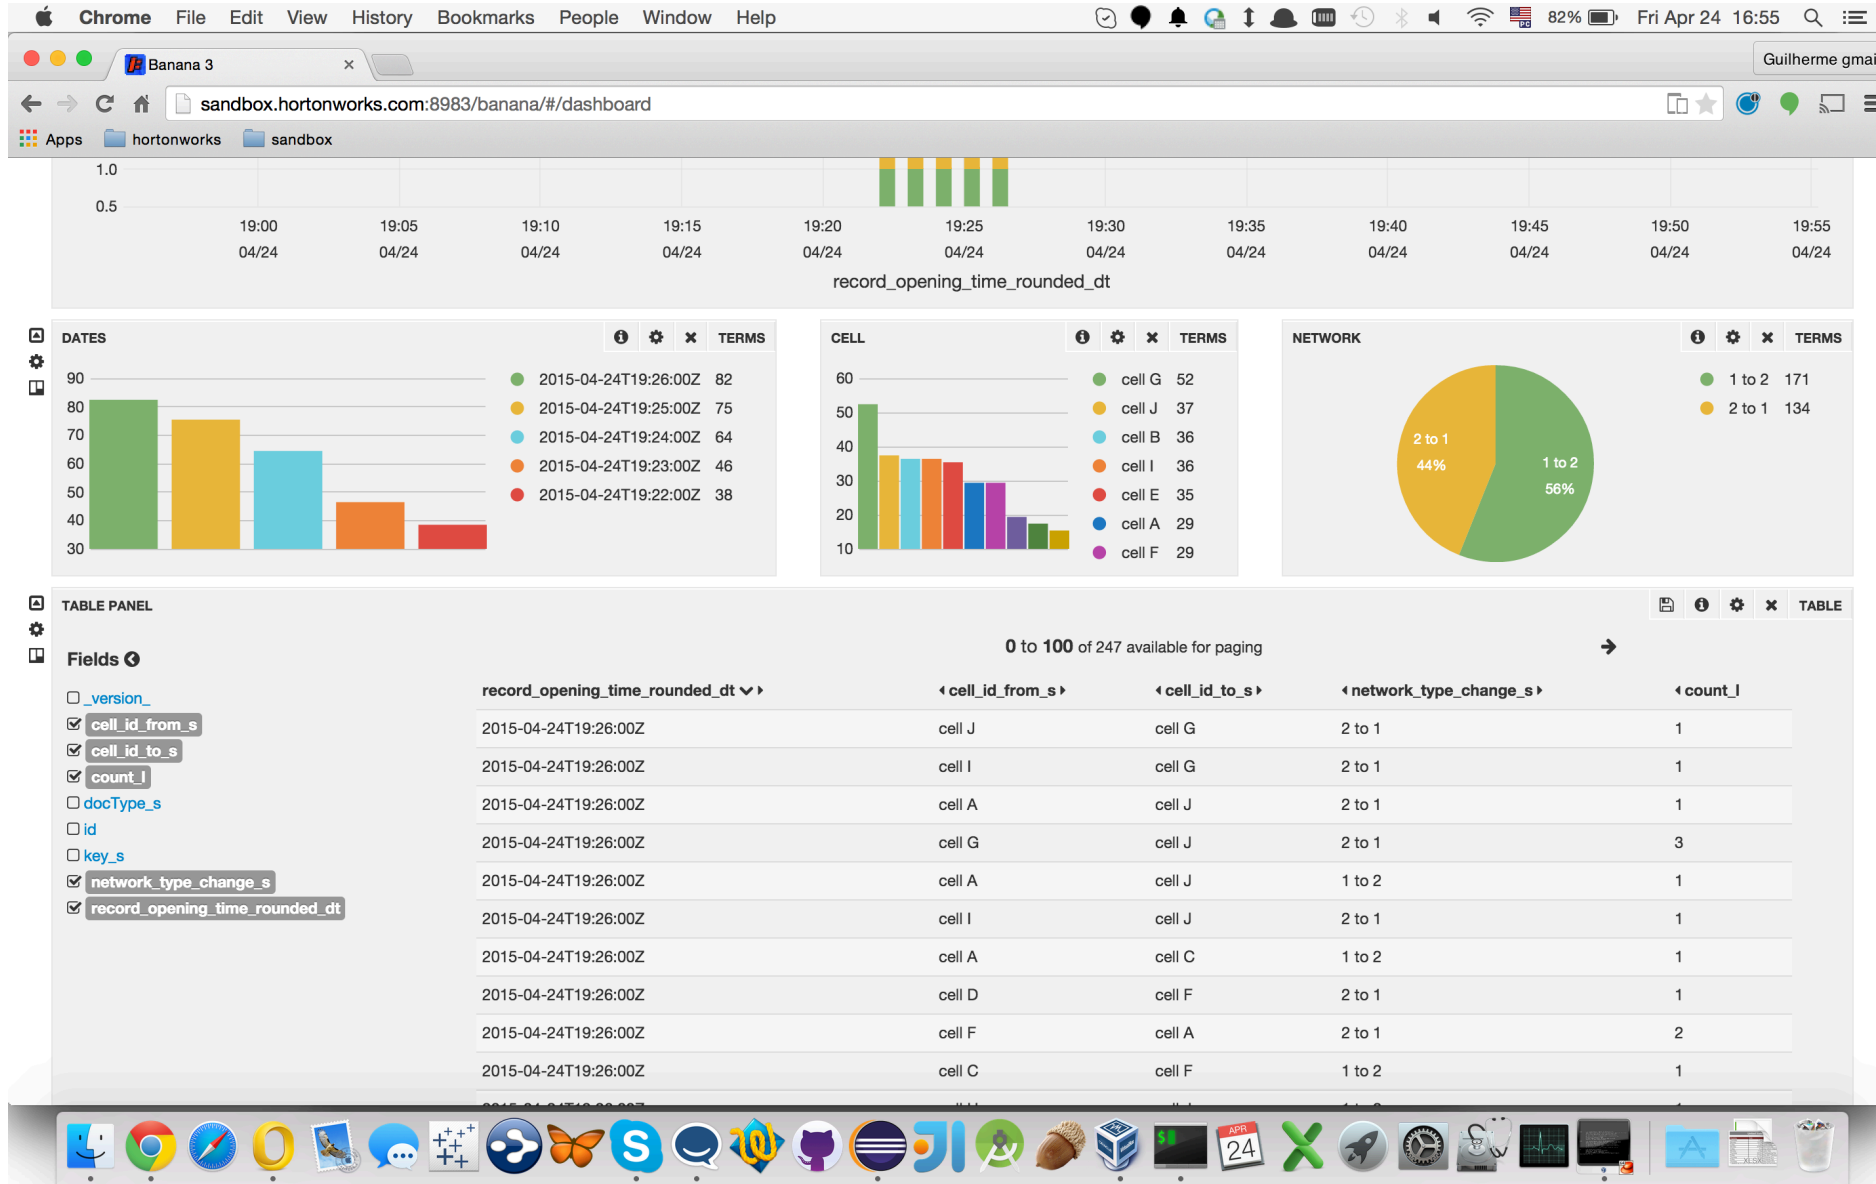 Chrome File Edit View History Bookmarks People Window Help 82% Fri Apr 24 16:55
Banana 3 Guilherme gmai
sandbox.hortonworks.com:8983/banana/#/dashboard
Apps hortonworks sandbox
1.0
0.5
19:00 19:05 19:10 19:15 19:20 19:25 19:30 19:35 19:40 19:45 19:50 19:55
04/24 04/24 04/24 04/24 04/24 04/24 04/24 04/24 04/24 04/24 04/24 04/24
record_opening_time_rounded_dt
DATES TERMS
90
80
70
60
50
40
30
2015-04-24T19:26:00Z 82
2015-04-24T19:25:00Z 75
2015-04-24T19:24:00Z 64
2015-04-24T19:23:00Z 46
2015-04-24T19:22:00Z 38
CELL TERMS
60
50
40
30
20
10
cell G 52
cell J 37
cell B 36
cell I 36
cell E 35
cell A 29
cell F 29
NETWORK TERMS
2 to 1
44%
1 to 2
56%
1 to 2 171
2 to 1 134
TABLE PANEL TABLE
0 to 100 of 247 available for paging
Fields
_version_
cell_id_from_s
cell_id_to_s
count_l
docType_s
id
key_s
network_type_change_s
record_opening_time_rounded_dt
record_opening_time_rounded_dt cell_id_from_s cell_id_to_s network_type_change_s count_l
2015-04-24T19:26:00Z cell J cell G 2 to 1 1
2015-04-24T19:26:00Z cell I cell G 2 to 1 1
2015-04-24T19:26:00Z cell A cell J 2 to 1 1
2015-04-24T19:26:00Z cell G cell J 2 to 1 3
2015-04-24T19:26:00Z cell A cell J 1 to 2 1
2015-04-24T19:26:00Z cell I cell J 2 to 1 1
2015-04-24T19:26:00Z cell A cell C 1 to 2 1
2015-04-24T19:26:00Z cell D cell F 2 to 1 1
2015-04-24T19:26:00Z cell F cell A 2 to 1 2
2015-04-24T19:26:00Z cell C cell F 1 to 2 1
APR
24